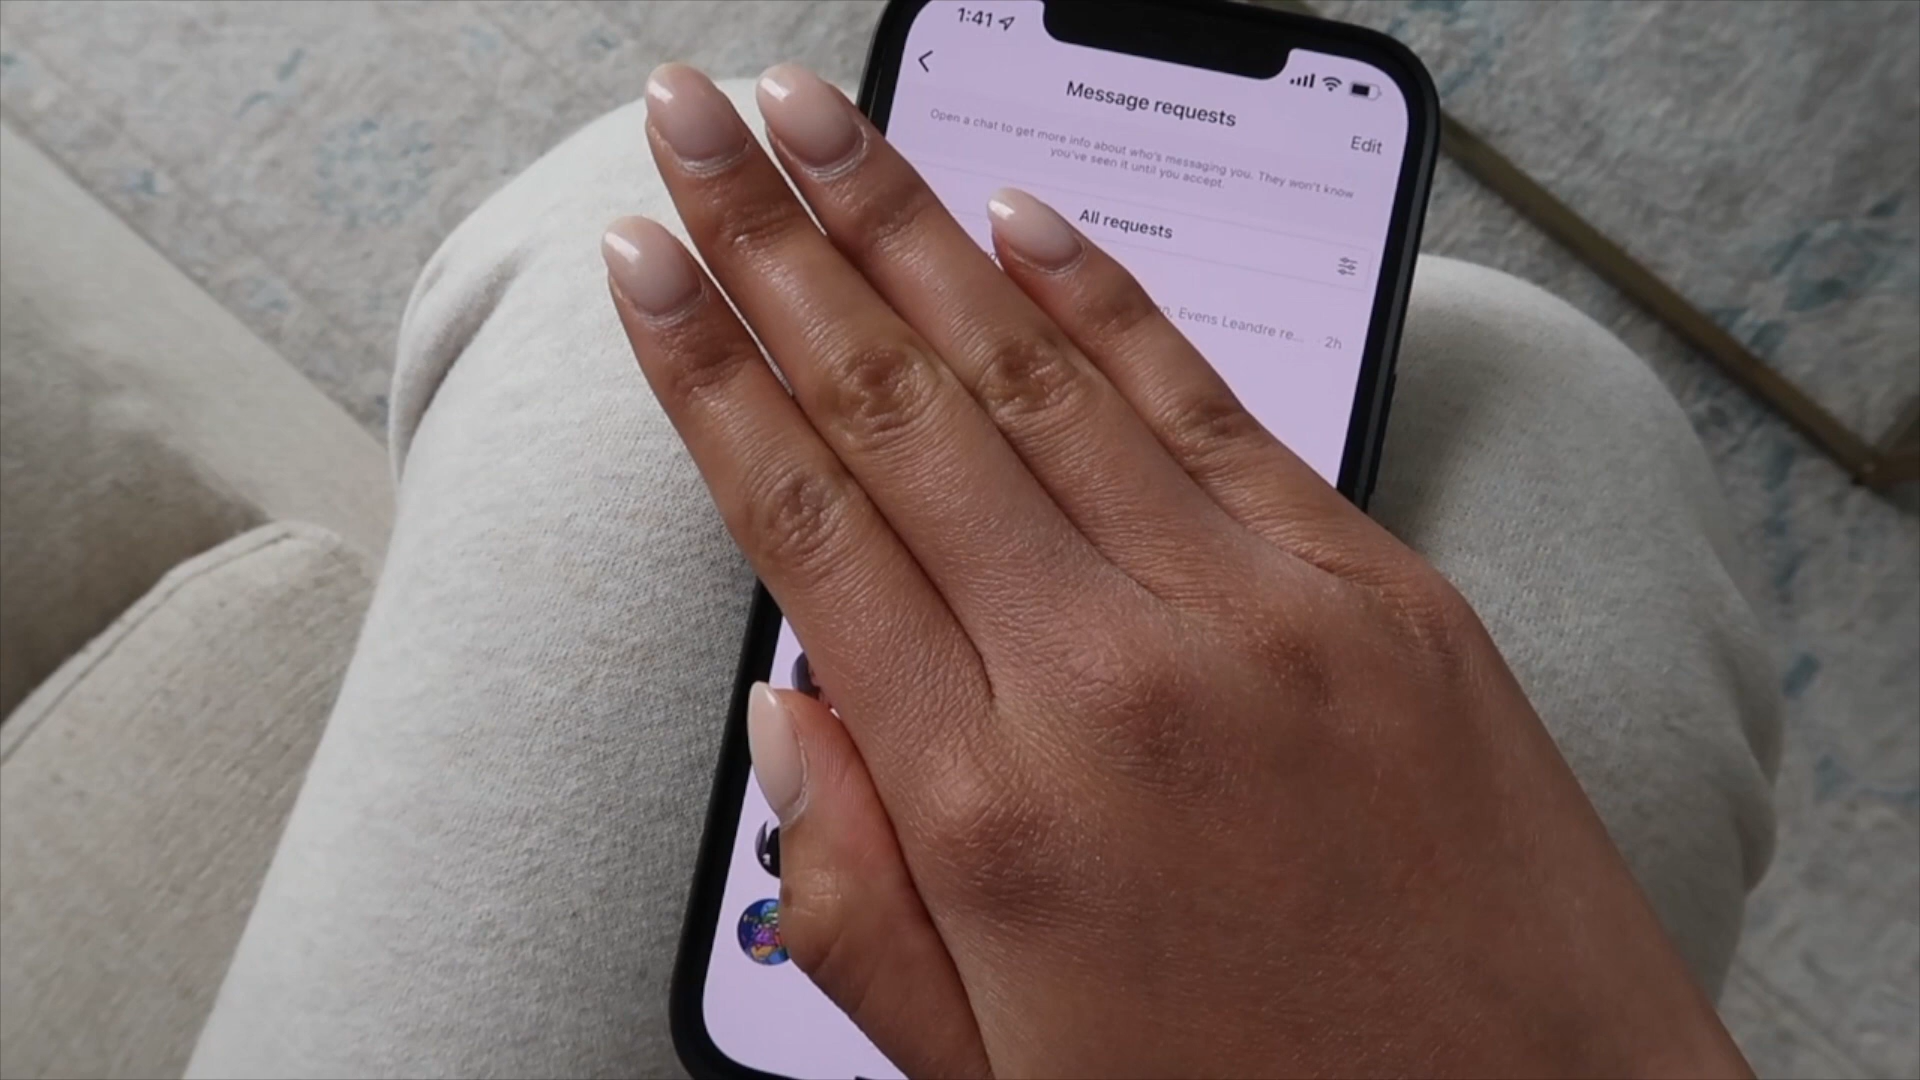 1:41
Message requests
Edit
Open a chat to get more info about who's messaging you. They won't know
you've seen it until you accept.
All requests
Evens Leandre re... · 2h